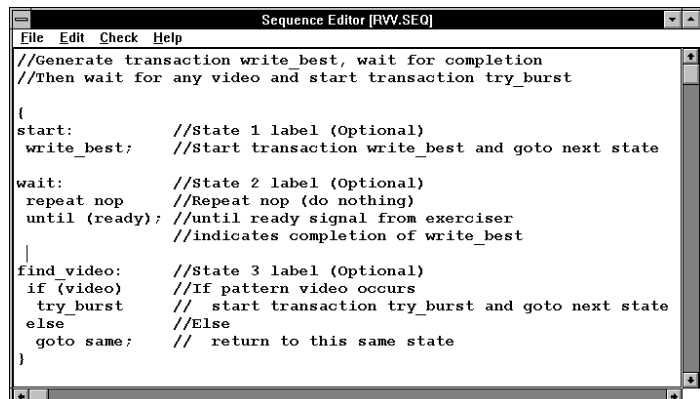 Sequence Editor [RVV.SEQ]
File Edit Check Help
//Generate transaction write_best, wait for completion
//Then wait for any video and start transaction try_burst
{
start: //State 1 label (Optional)
write_best; //Start transaction write_best and goto next state
wait: //State 2 label (Optional)
repeat nop //Repeat nop (do nothing)
until (ready); //until ready signal from exerciser
//indicates completion of write_best
find_video: //State 3 label (Optional)
if (video) //If pattern video occurs
try_burst // start transaction try_burst and goto next state
else //Else
goto same; // return to this same state
}